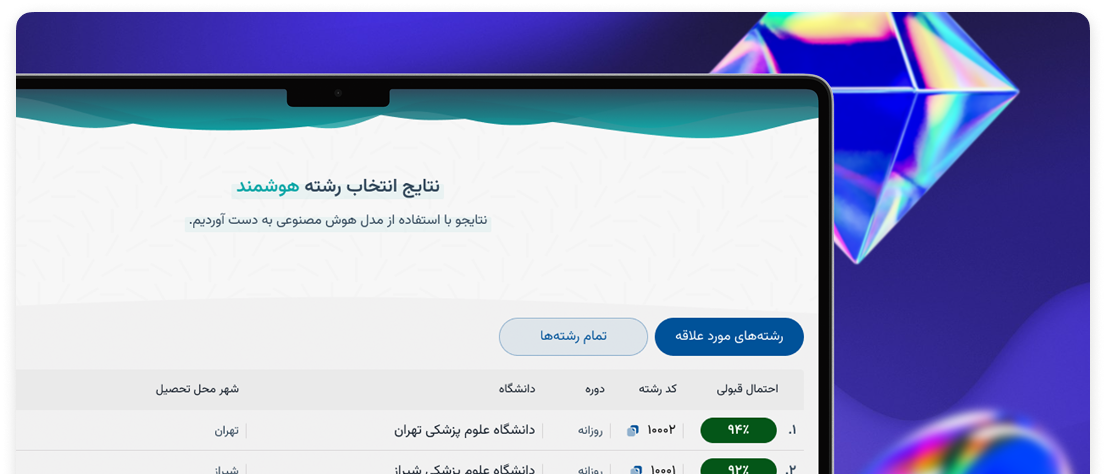 نتایج انتخاب رشته هوشمند
نتایجو با استفاده از مدل هوش مصنوعی به دست آوردیم.
رشته‌های مورد علاقه
تمام رشته‌ها
احتمال قبولی کد رشته دوره دانشگاه شهر محل تحصیل
۱. ۹۴٪ ۱۰۰۰۲ روزانه دانشگاه علوم پزشکی تهران تهران
۲. ۹۲٪ ۱۰۰۰۱ روزانه دانشگاه علوم پزشکی شیراز شیراز